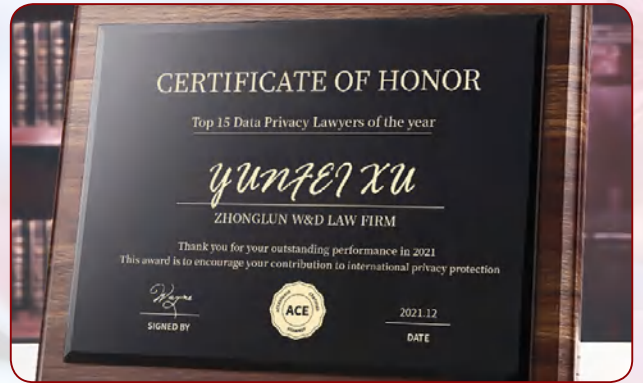 CERTIFICATE OF HONOR
Top 15 Data Privacy Lawyers of the year
YUNFEI XU
ZHONGLUN W&D LAW FIRM
Thank you for your outstanding performance in 2021
This award is to encourage your contribution to international privacy protection
Wayne
ACE
2021.12
SIGNED BY
DATE